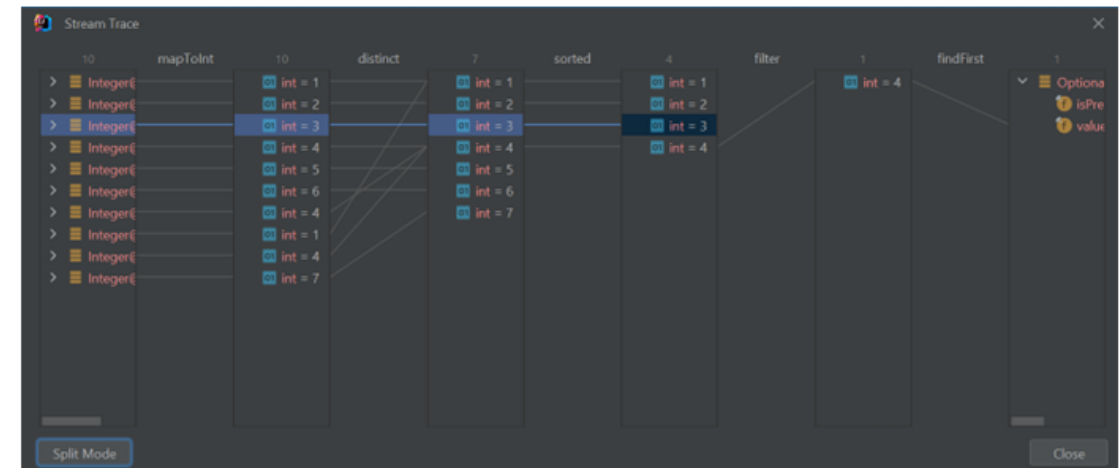 Stream Trace
10 mapToInt 10 distinct 7 sorted 4 filter 1 findFirst 1
Integer@ int = 1 int = 1 int = 1 int = 4 Optiona
Integer@ int = 2 int = 2 int = 2 isPre
Integer@ int = 3 int = 3 int = 3 value
Integer@ int = 4 int = 4 int = 4
Integer@ int = 5 int = 5
Integer@ int = 6 int = 6
Integer@ int = 4 int = 7
Integer@ int = 1
Integer@ int = 4
Integer@ int = 7
Split Mode Close